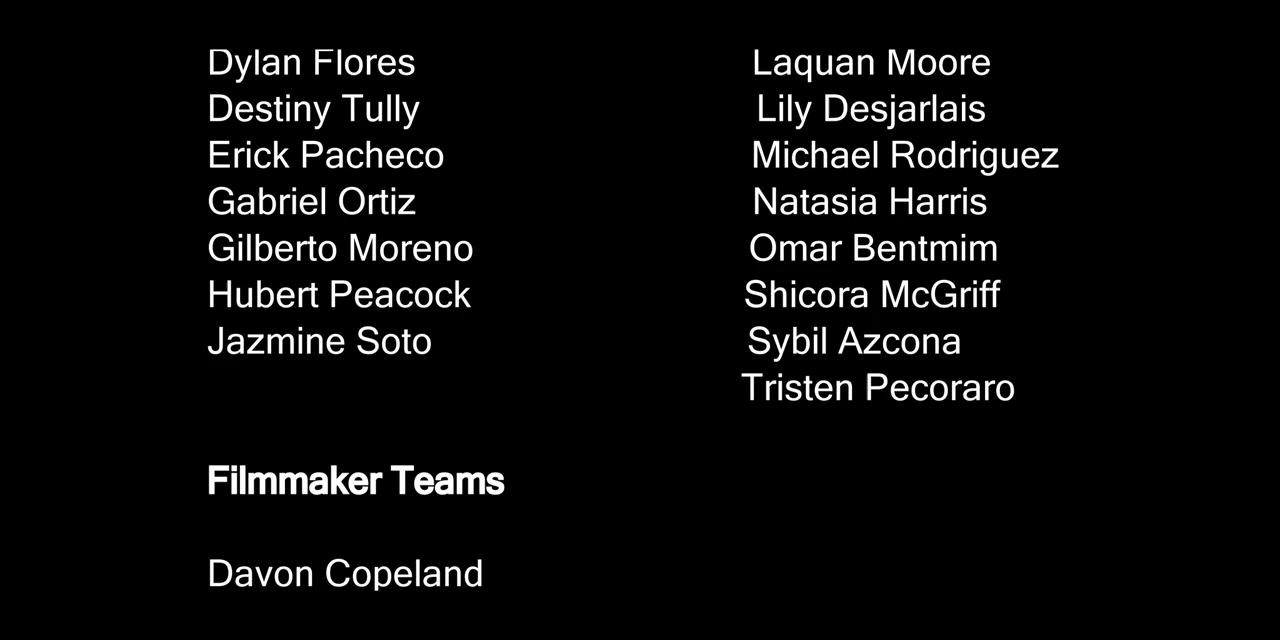 Dylan Flores
Destiny Tully
Erick Pacheco
Gabriel Ortiz
Gilberto Moreno
Hubert Peacock
Jazmine Soto
Laquan Moore
Lily Desjarlais
Michael Rodriguez
Natasia Harris
Omar Bentmim
Shicora McGriff
Sybil Azcona
Tristen Pecoraro
Filmmaker Teams
Davon Copeland